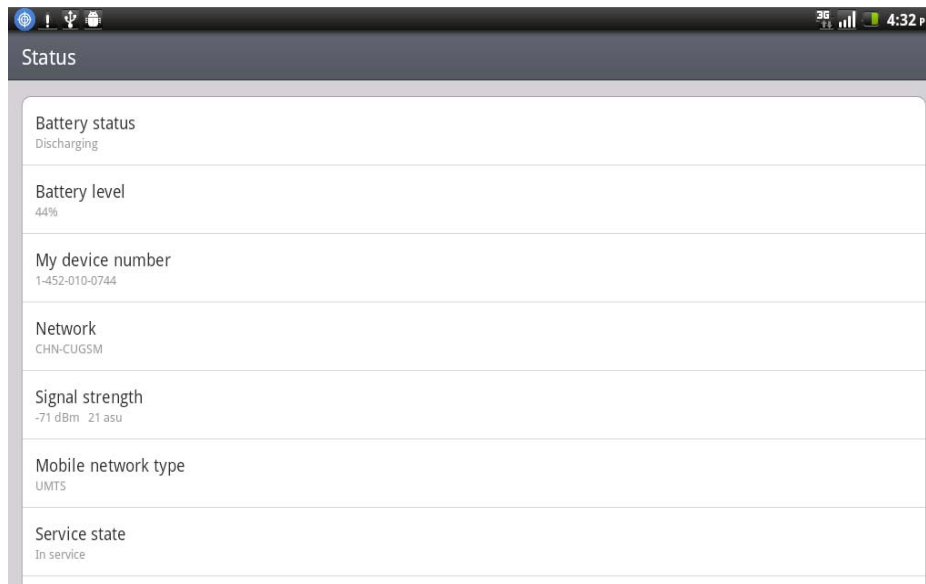 3G 4:32 P
Status
Battery status
Discharging
Battery level
44%
My device number
1-452-010-0744
Network
CHN-CUGSM
Signal strength
-71 dBm 21 asu
Mobile network type
UMTS
Service state
In service